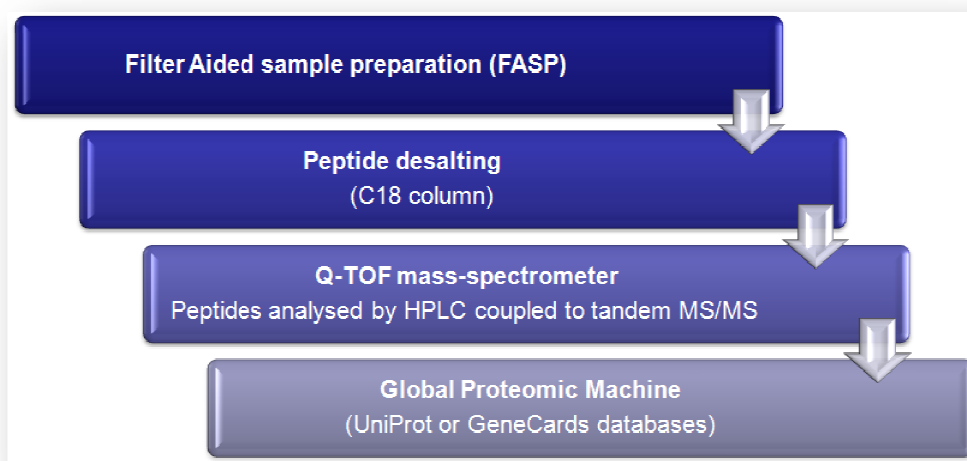 Filter Aided sample preparation (FASP)
Peptide desalting
(C18 column)
Q-TOF mass-spectrometer
Peptides analysed by HPLC coupled to tandem MS/MS
Global Proteomic Machine
(UniProt or GeneCards databases)